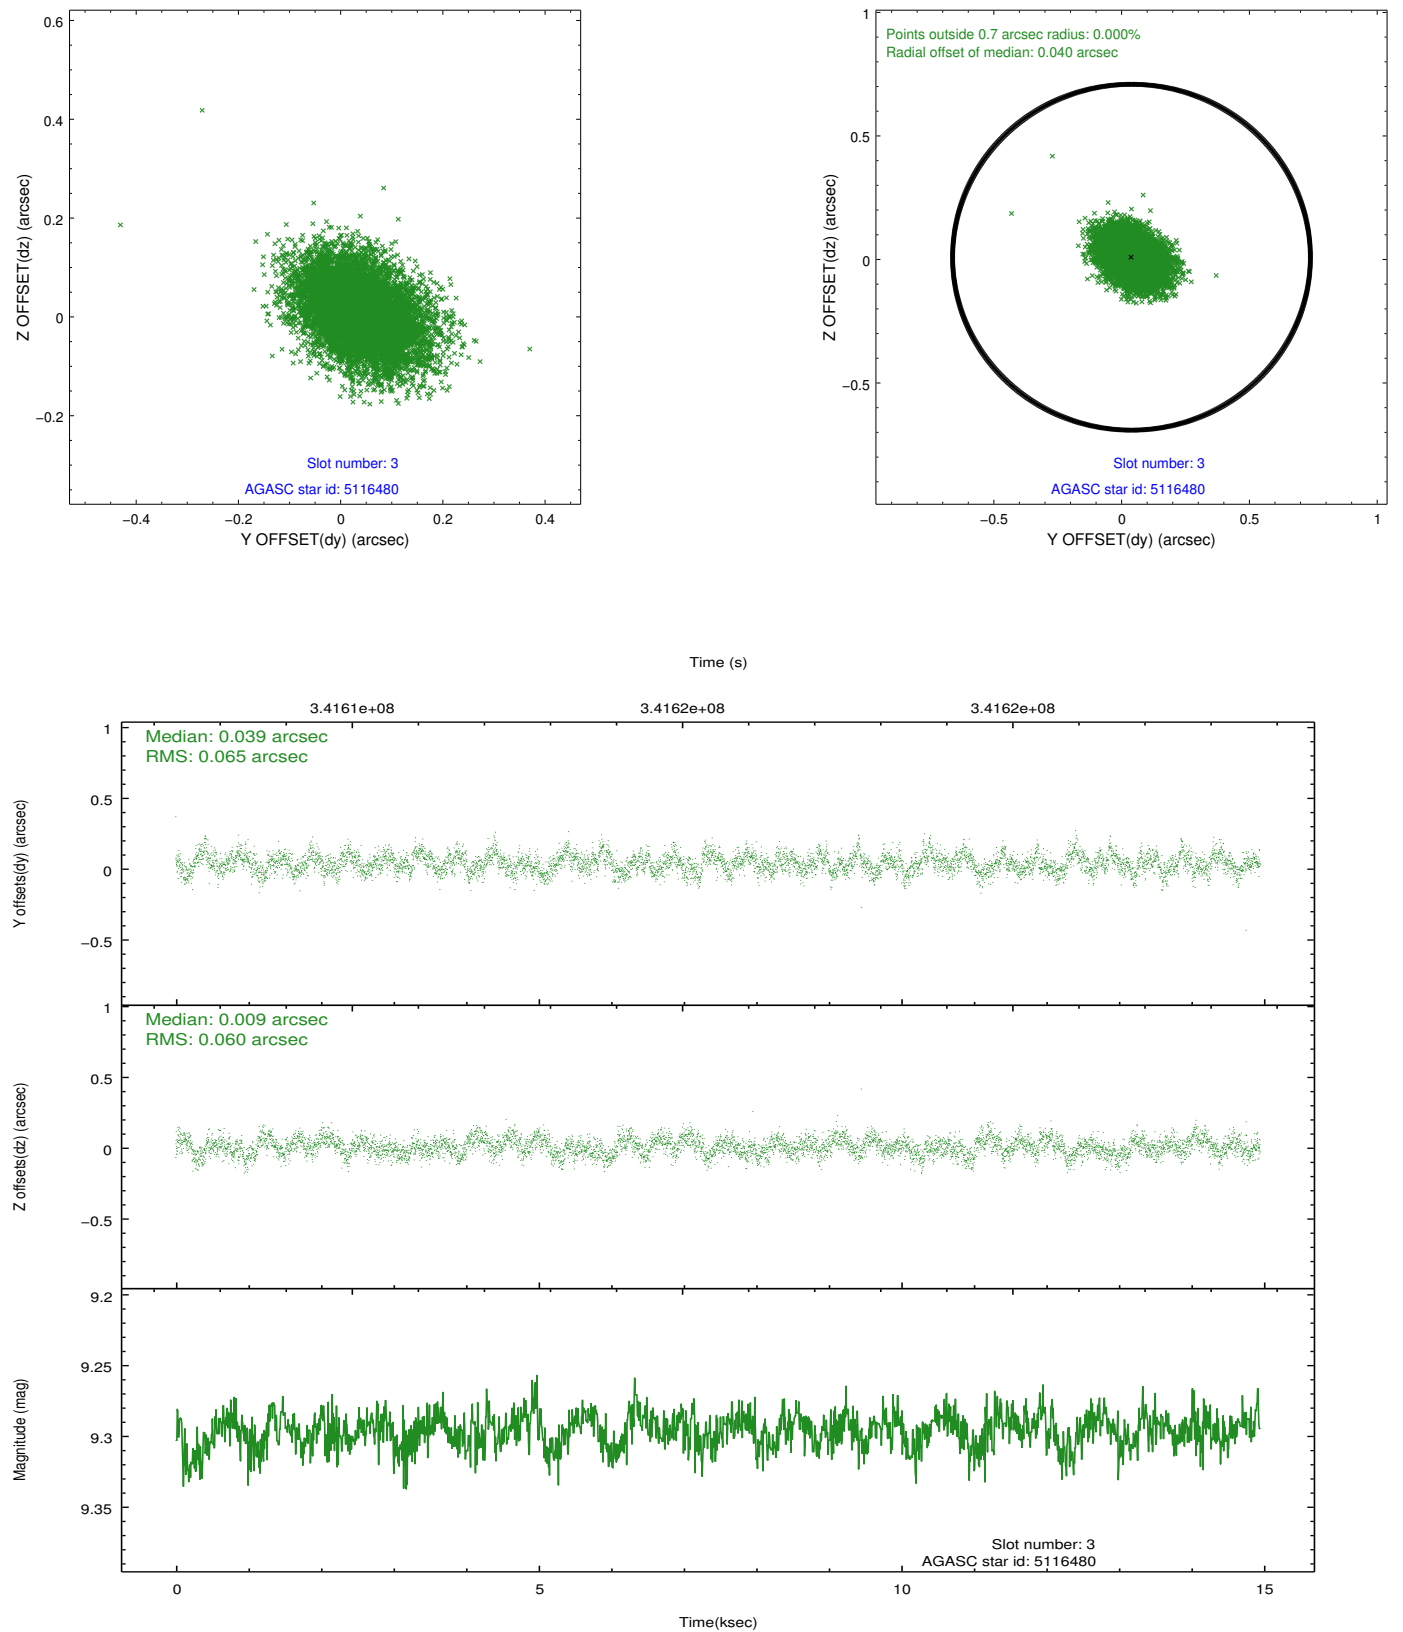 0.6
0.4
0.2
0
−0.2
−0.4
−0.2
0
0.2
0.4
Z OFFSET(dz) (arcsec)
Y OFFSET(dy) (arcsec)
Slot number: 3
AGASC star id: 5116480
Points outside 0.7 arcsec radius: 0.000%
Radial offset of median: 0.040 arcsec
1
0.5
0
−0.5
−0.5
0
0.5
1
Z OFFSET(dz) (arcsec)
Y OFFSET(dy) (arcsec)
Slot number: 3
AGASC star id: 5116480
Time (s)
3.4161e+08
3.4162e+08
3.4162e+08
Median: 0.039 arcsec
RMS: 0.065 arcsec
1
0.5
0
−0.5
Y offsets(dy) (arcsec)
Median: 0.009 arcsec
RMS: 0.060 arcsec
1
0.5
0
−0.5
Z offsets(dz) (arcsec)
9.2
9.25
9.3
9.35
Magnitude (mag)
Slot number: 3
AGASC star id: 5116480
0
5
10
15
Time(ksec)